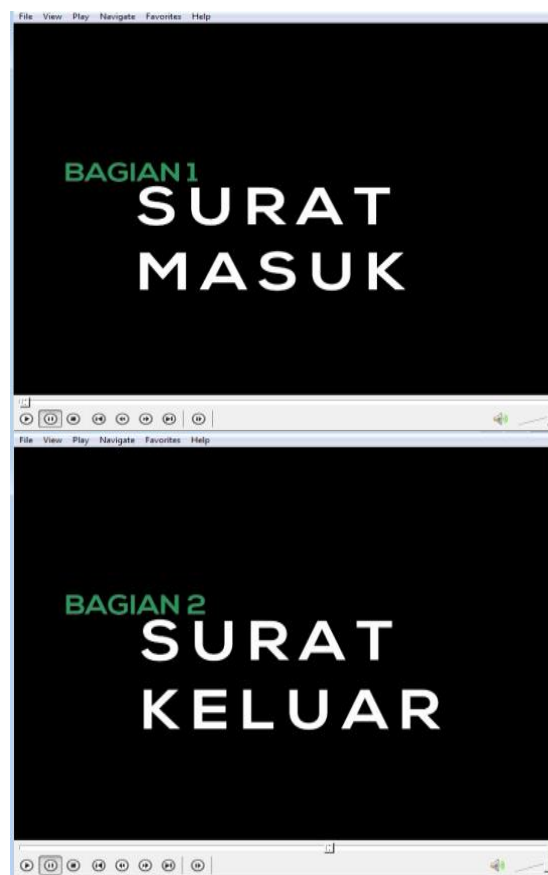 File View Play Navigate Favorites Help
BAGIAN 1
SURAT
MASUK
File View Play Navigate Favorites Help
BAGIAN 2
SURAT
KELUAR